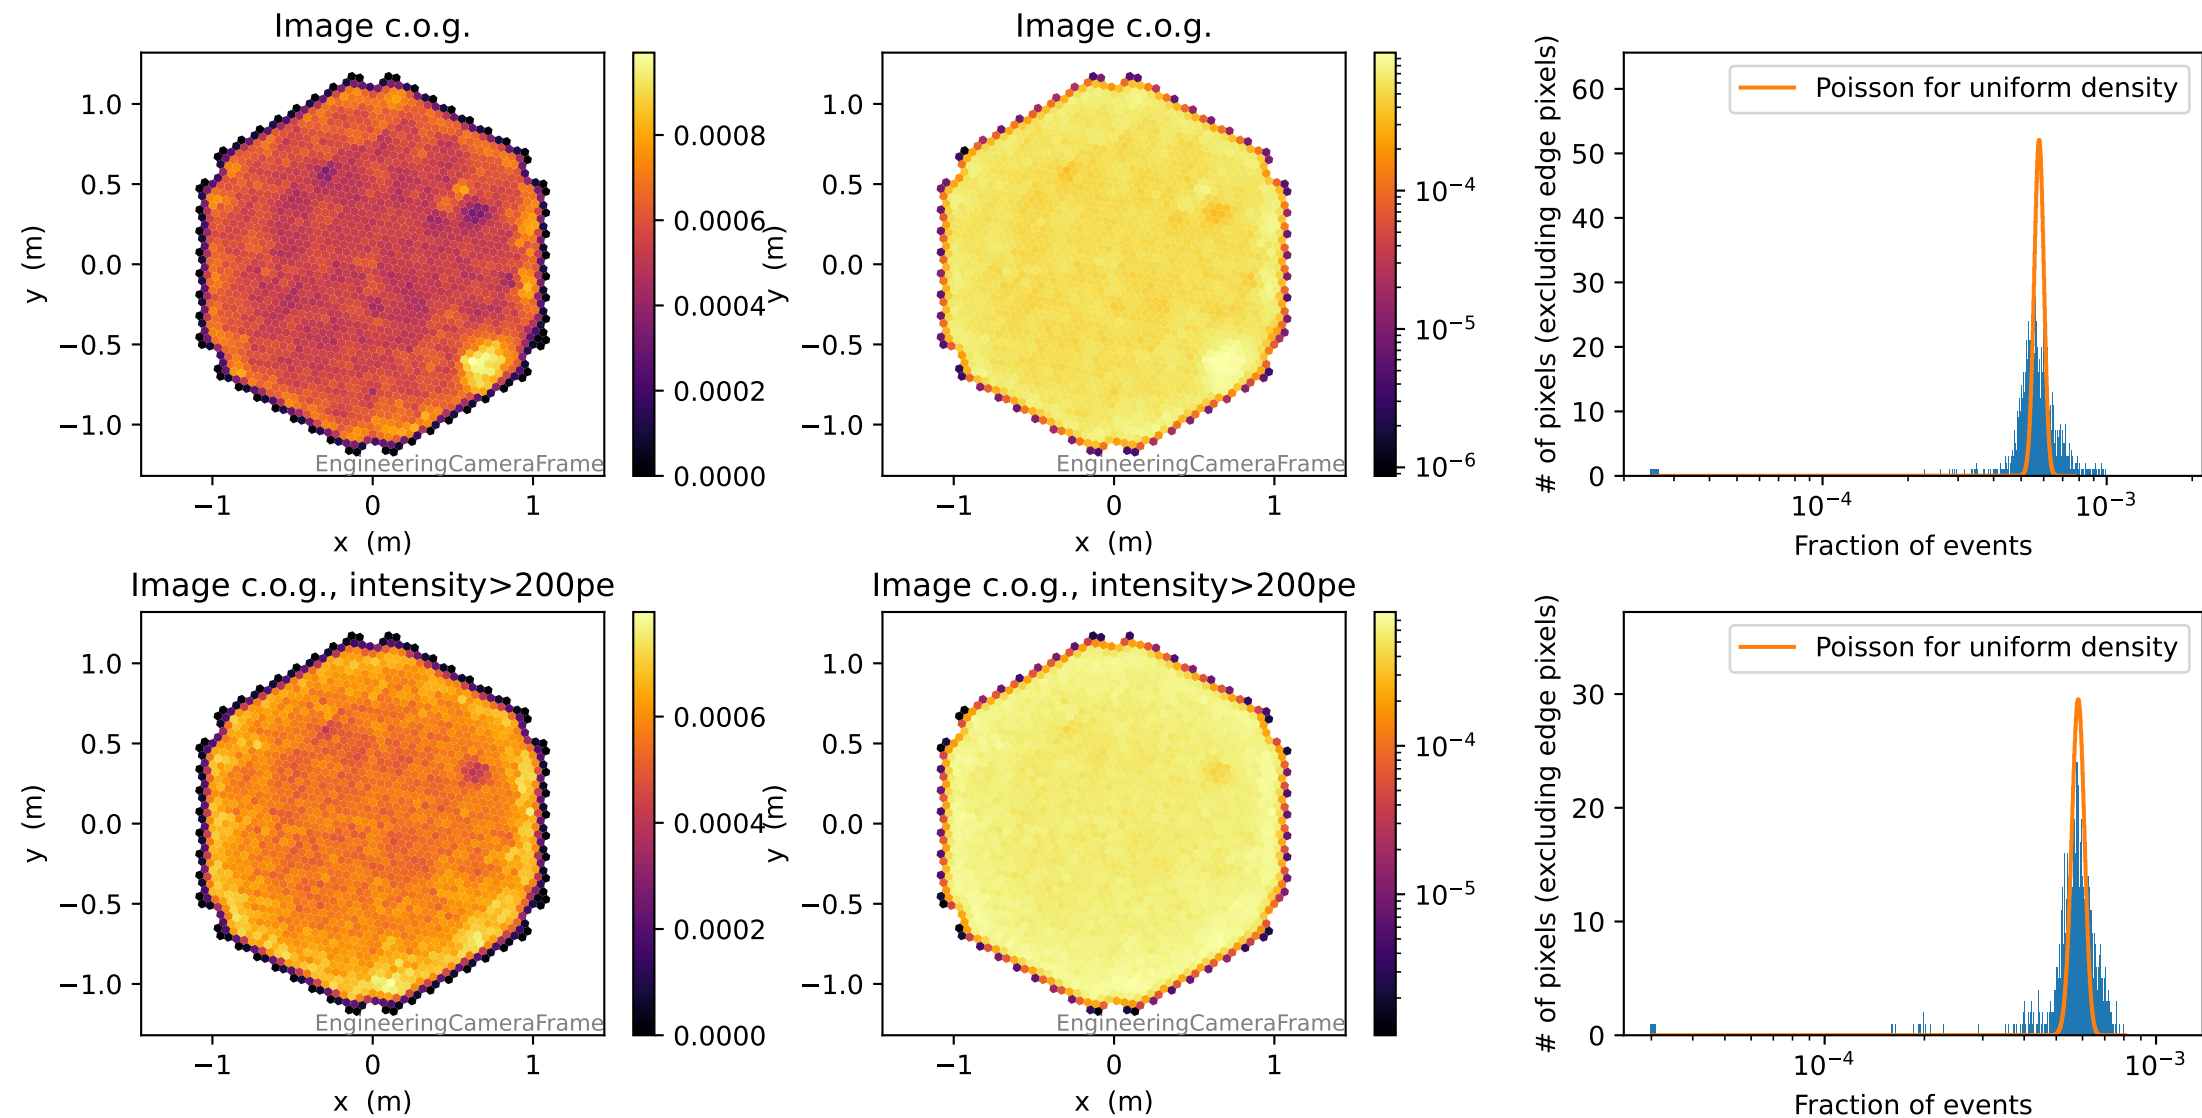 Image c.o.g.
1.0
0.5
0.0
−0.5
−1.0
y (m)
−1
0
1
x (m)
EngineeringCameraFrame
0.0008
0.0006
0.0004
0.0002
0.0000
Image c.o.g.
1.0
0.5
0.0
−0.5
−1.0
y (m)
−1
0
1
x (m)
EngineeringCameraFrame
10⁻⁴
10⁻⁵
10⁻⁶
# of pixels (excluding edge pixels)
60
50
40
30
20
10
0
Poisson for uniform density
10⁻⁴
10⁻³
Fraction of events
Image c.o.g., intensity>200pe
1.0
0.5
0.0
−0.5
−1.0
y (m)
−1
0
1
x (m)
EngineeringCameraFrame
0.0006
0.0004
0.0002
0.0000
Image c.o.g., intensity>200pe
1.0
0.5
0.0
−0.5
−1.0
y (m)
−1
0
1
x (m)
EngineeringCameraFrame
10⁻⁴
10⁻⁵
# of pixels (excluding edge pixels)
30
20
10
0
Poisson for uniform density
10⁻⁴
10⁻³
Fraction of events